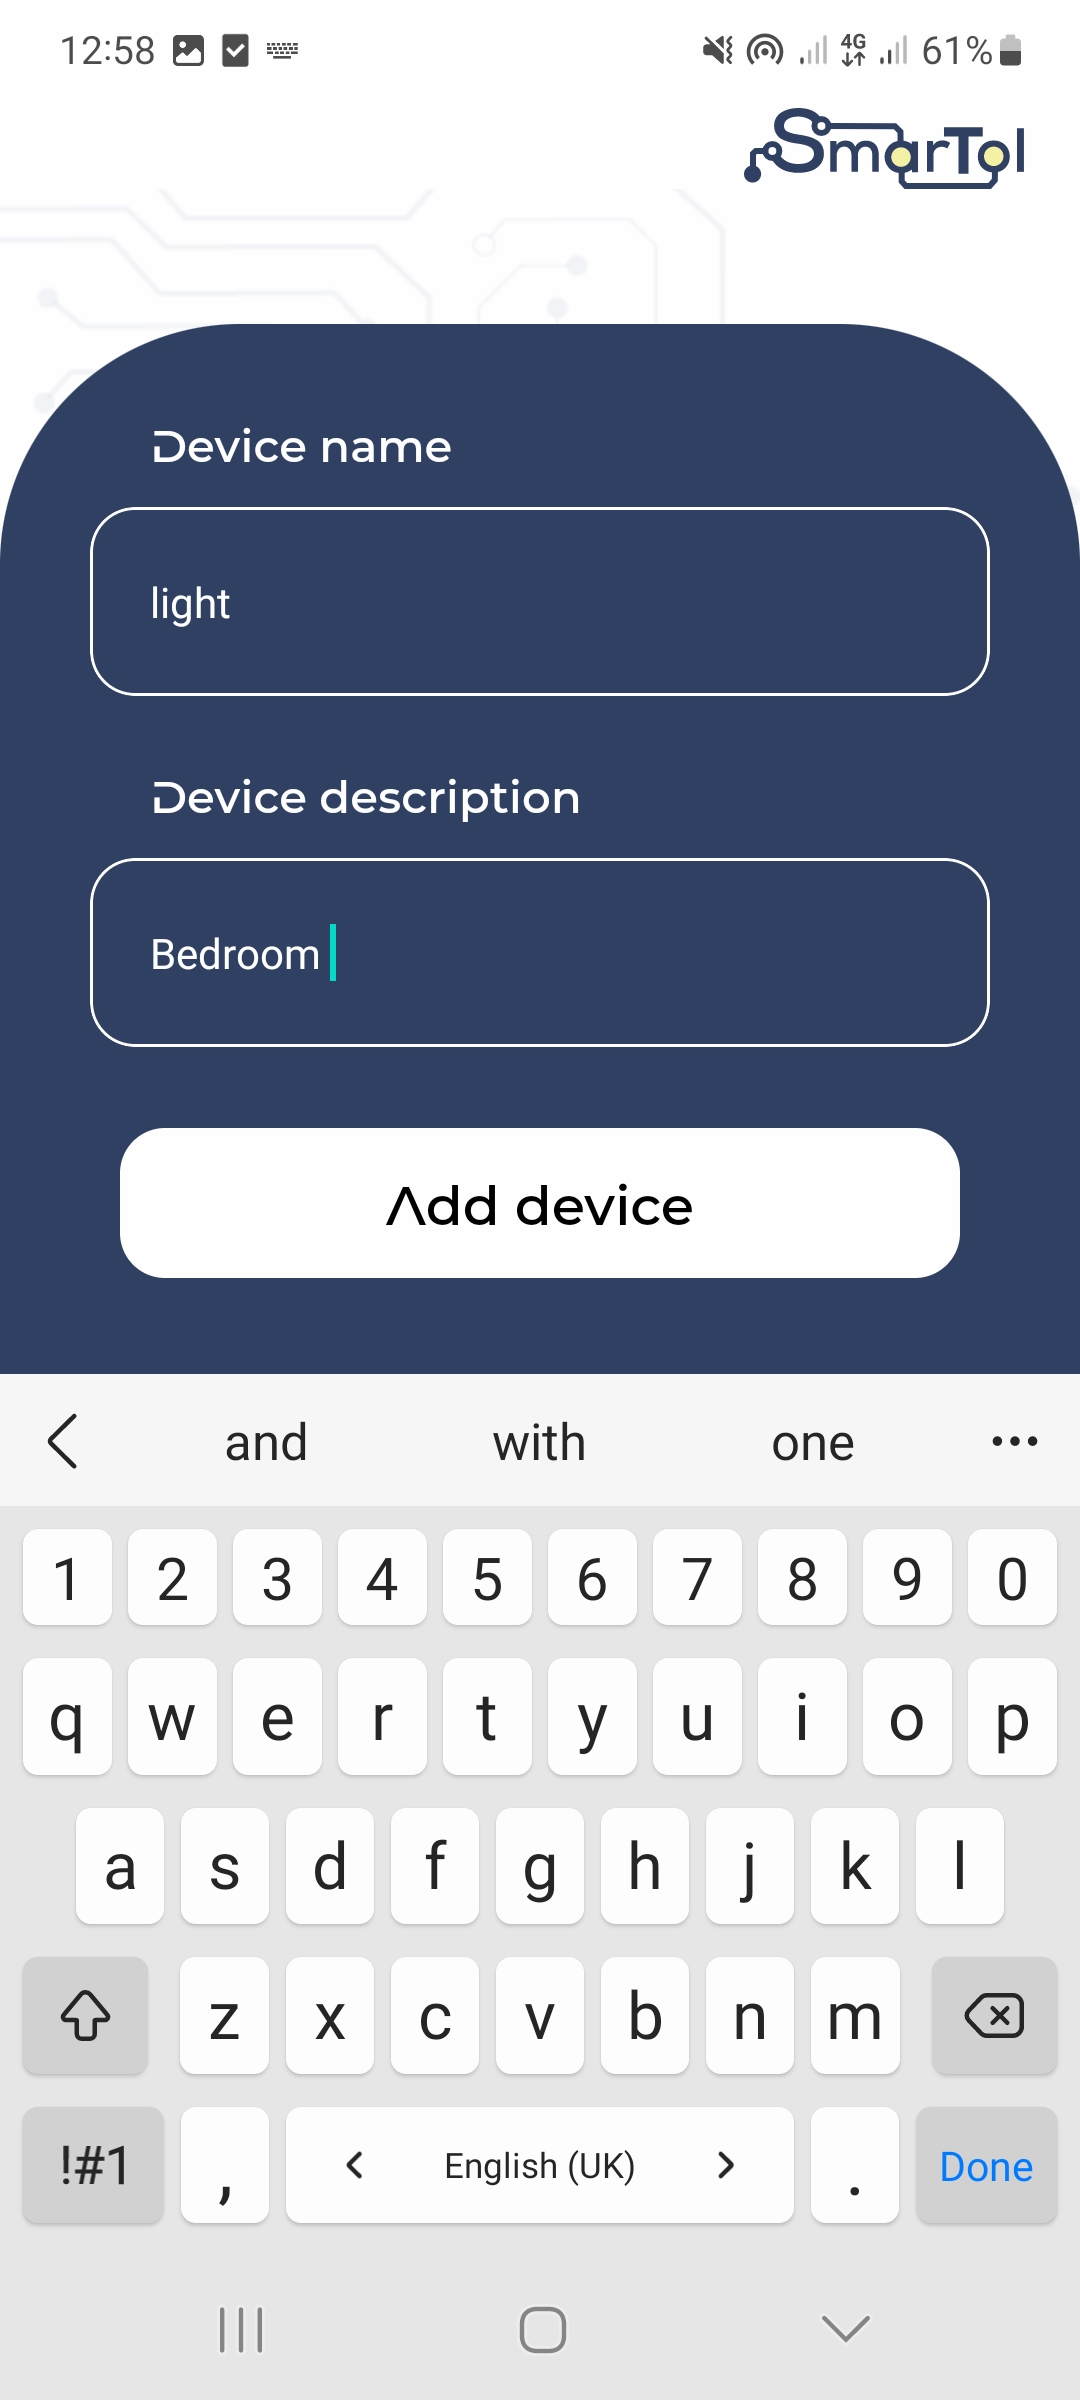 12:58
4G 61%
SmarTol
Device name
light
Device description
Bedroom
Add device
and with one
1 2 3 4 5 6 7 8 9 0
q w e r t y u i o p
a s d f g h j k l
z x c v b n m
!#1 , English (UK) . Done